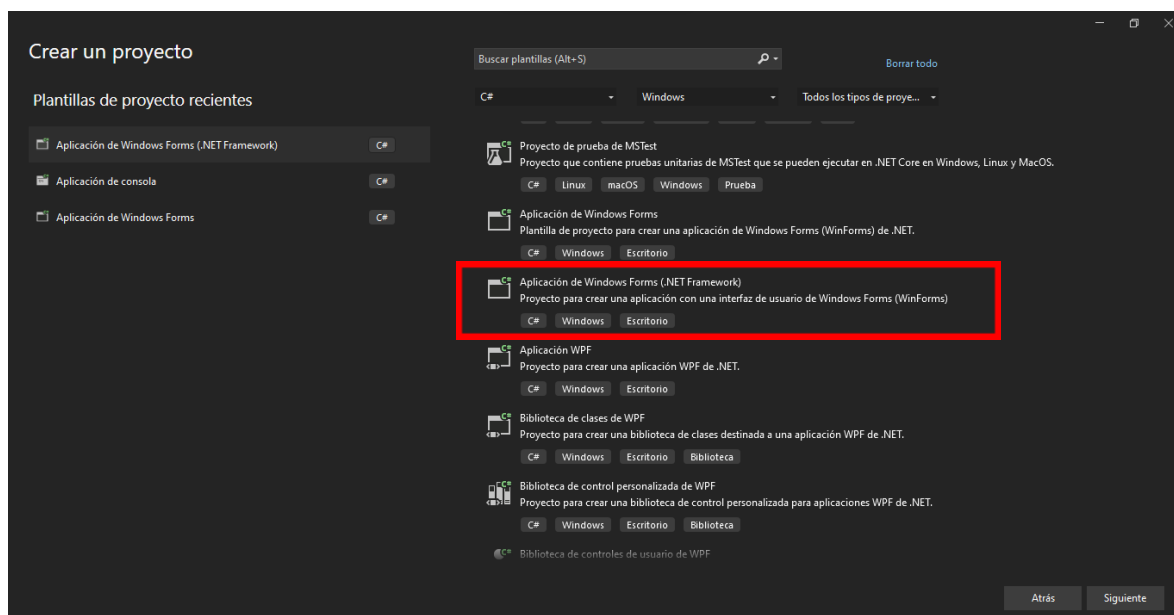 Crear un proyecto
Plantillas de proyecto recientes
Aplicación de Windows Forms (.NET Framework) C#
Aplicación de consola C#
Aplicación de Windows Forms C#
Buscar plantillas (Alt+S)
Borrar todo
C# Windows Todos los tipos de proye...
Proyecto de prueba de MSTest
Proyecto que contiene pruebas unitarias de MSTest que se pueden ejecutar en .NET Core en Windows, Linux y MacOS.
C# Linux macOS Windows Prueba
Aplicación de Windows Forms
Plantilla de proyecto para crear una aplicación de Windows Forms (WinForms) de .NET.
C# Windows Escritorio
Aplicación de Windows Forms (.NET Framework)
Proyecto para crear una aplicación con una interfaz de usuario de Windows Forms (WinForms)
C# Windows Escritorio
Aplicación WPF
Proyecto para crear una aplicación WPF de .NET.
C# Windows Escritorio
Biblioteca de clases de WPF
Proyecto para crear una biblioteca de clases destinada a una aplicación WPF de .NET.
C# Windows Escritorio Biblioteca
Biblioteca de control personalizada de WPF
Proyecto para crear una biblioteca de control personalizada para aplicaciones WPF de .NET.
C# Windows Escritorio Biblioteca
Biblioteca de controles de usuario de WPF
Atrás Siguiente